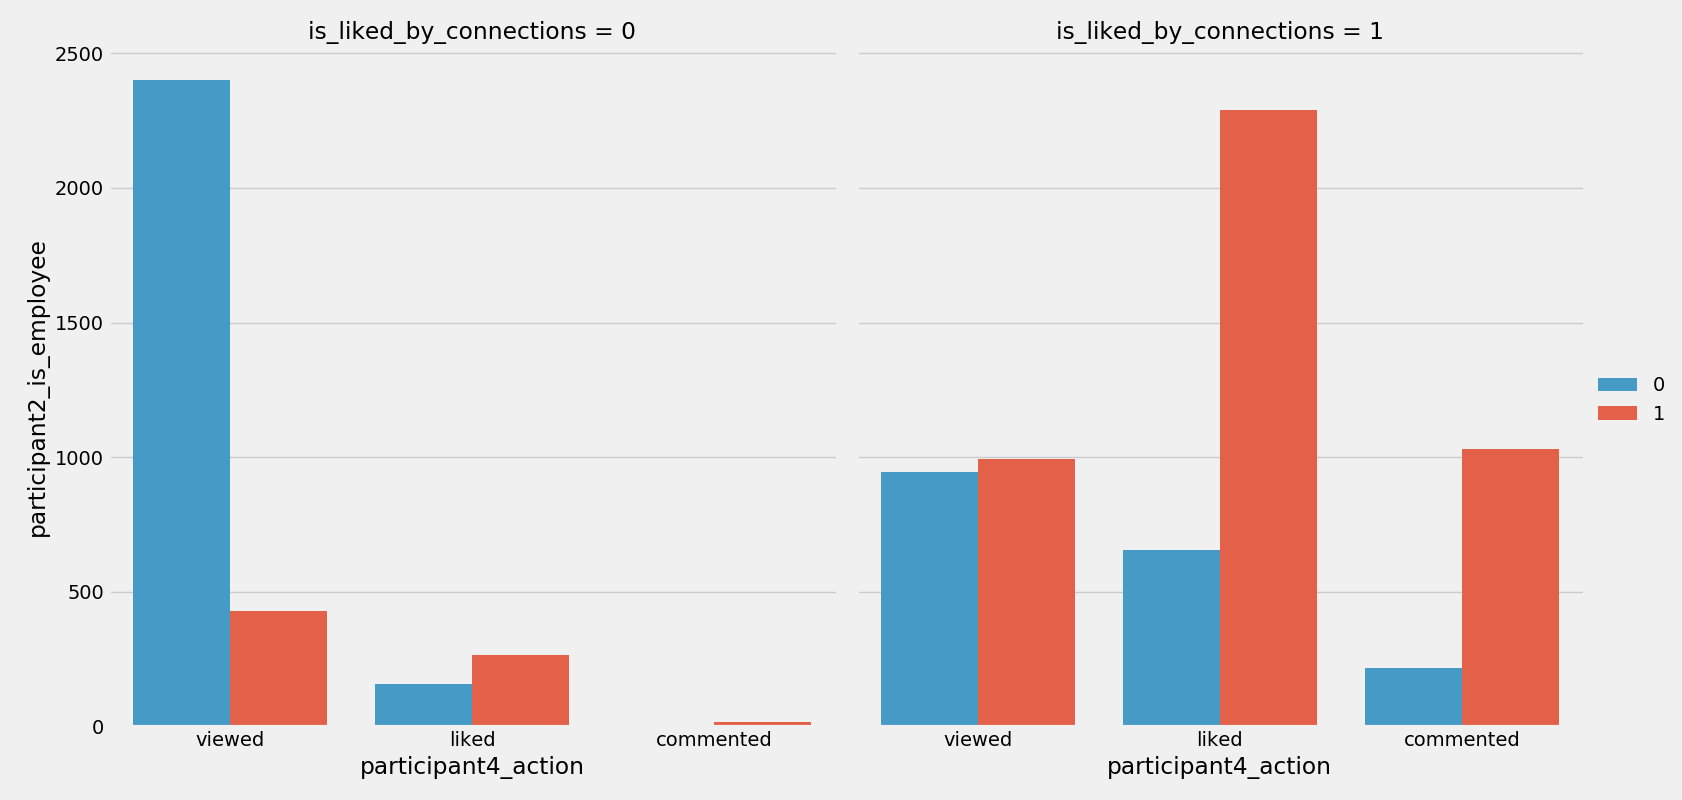 is_liked_by_connections = 0
is_liked_by_connections = 1
participant2_is_employee
2500
2000
1500
1000
500
0
viewed
liked
commented
viewed
liked
commented
participant4_action
participant4_action
0
1